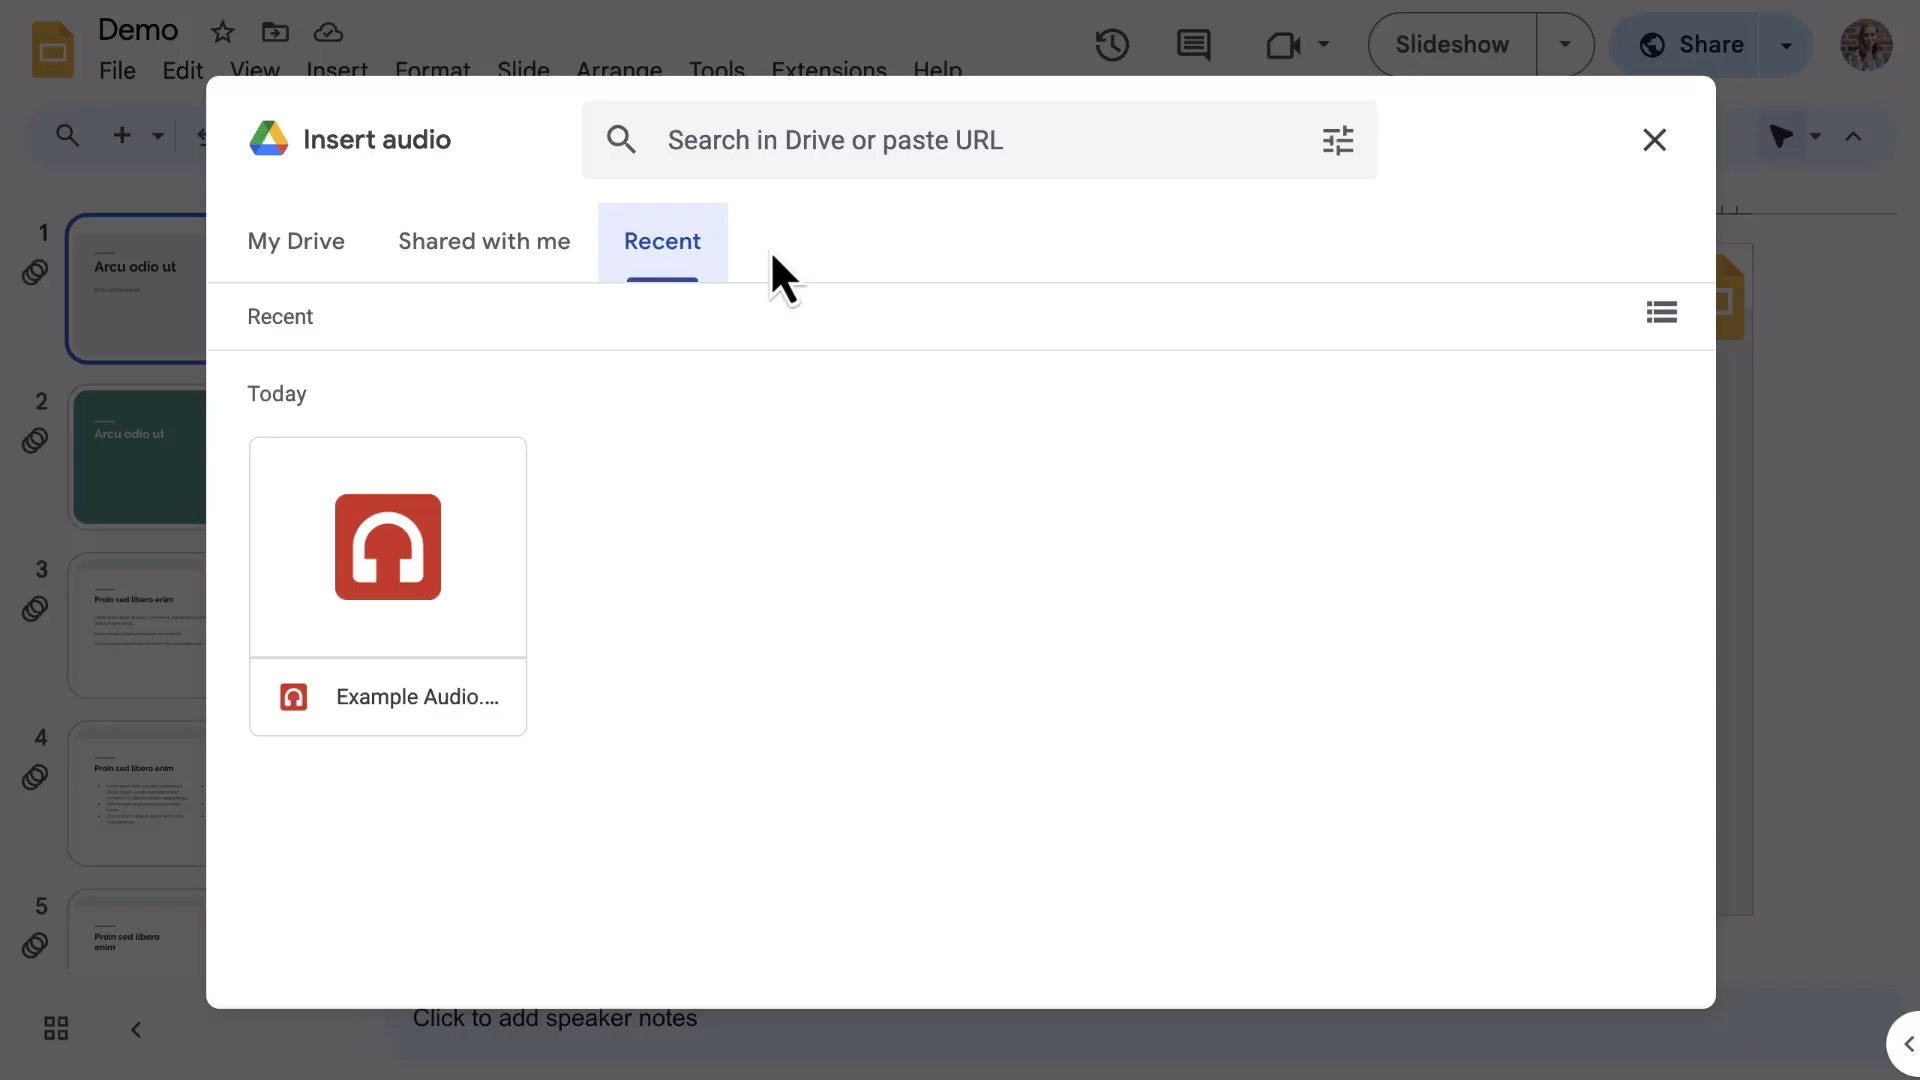 Demo
File Edit View Insert Format Slide Arrange Tools Extensions Help
Slideshow
Share
Insert audio
Search in Drive or paste URL
My Drive
Shared with me
Recent
Recent
Today
Example Audio....
1
Arcu odio ut
2
Arcu odio ut
3
Proin sed libero enim
4
Proin sed libero enim
5
Proin sed libero
enim
Click to add speaker notes